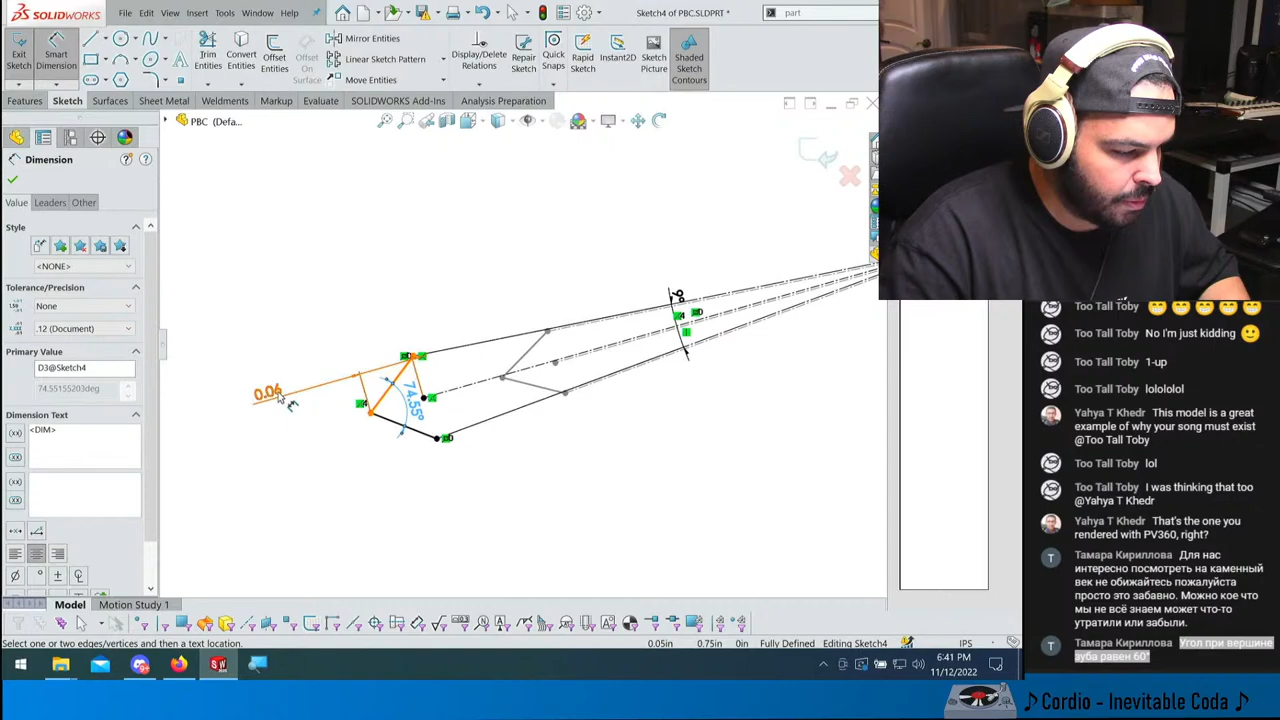 SOLIDWORKS
File Edit View Insert Tools Window Help
Sketch4 of PBC.SLDPRT *
part
Exit Sketch
Smart Dimension
Trim Entities
Convert Entities
Offset Entities
Offset On Surface
Mirror Entities
Linear Sketch Pattern
Move Entities
Display/Delete Relations
Repair Sketch
Quick Snaps
Rapid Sketch
Instant2D
Sketch Picture
Shaded Sketch Contours
Features Sketch Surfaces Sheet Metal Weldments Markup Evaluate SOLIDWORKS Add-Ins Analysis Preparation
PBC (Defa...
Dimension
Value Leaders Other
Style
<NONE>
Tolerance/Precision
None
.12 (Document)
Primary Value
D3@Sketch4
74.55155203deg
Dimension Text
<DIM>
9°
0.06
74.55°
Model Motion Study 1
Select one or two edges/vertices and then a text location.
0.05in 0.75in 0in Fully Defined Editing Sketch4 IPS
6:41 PM
11/12/2022
Too Tall Toby
Too Tall Toby No I'm just kidding
Too Tall Toby 1-up
Too Tall Toby lolololol
Yahya T Khedr This model is a great
example of why your song must exist
@Too Tall Toby
Too Tall Toby lol
Too Tall Toby I was thinking that too
@Yahya T Khedr
Yahya T Khedr That's the one you
rendered with PV360, right?
Тамара Кириллова Для нас
интересно посмотреть на каменный
век не обижайтесь пожалуйста
просто это забавно. Можно кое что
мы не всё знаем может что-то
утратили или забыли.
Тамара Кириллова Угол при вершине
зуба равен 60°
♪ Cordio - Inevitable Coda ♪